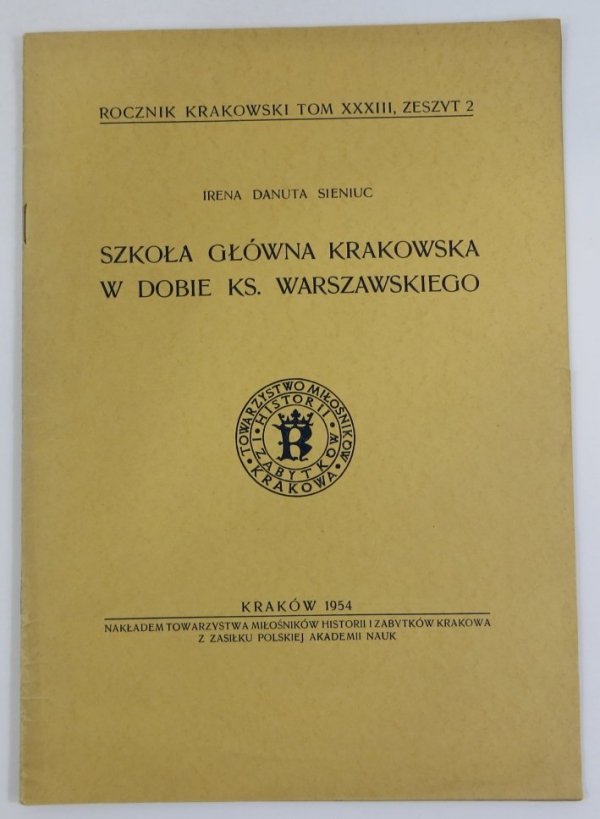 ROCZNIK KRAKOWSKI TOM XXXIII, ZESZYT 2
IRENA DANUTA SIENIUC
SZKOŁA GŁÓWNA KRAKOWSKA
W DOBIE KS. WARSZAWSKIEGO
TOWARZYSTWO MIŁOŚNIKÓW
HISTORII
I ZABYTKÓW
KRAKOWA
KRAKÓW 1954
NAKŁADEM TOWARZYSTWA MIŁOŚNIKÓW HISTORII I ZABYTKÓW KRAKOWA
Z ZASIŁKU POLSKIEJ AKADEMII NAUK